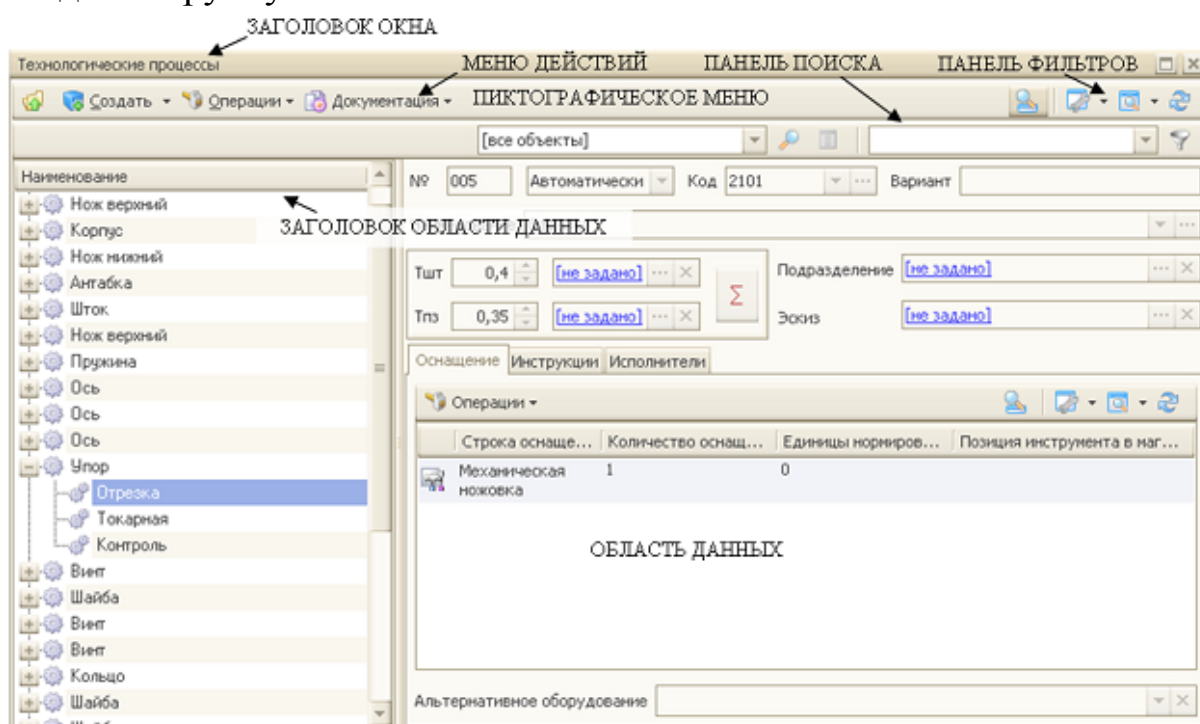 ЗАГОЛОВОК ОКНА
Технологические процессы
МЕНЮ ДЕЙСТВИЙ ПАНЕЛЬ ПОИСКА ПАНЕЛЬ ФИЛЬТРОВ
Создать Операции Документация ПИКТОГРАФИЧЕСКОЕ МЕНЮ
[все объекты]
Наименование
№ 005 Автоматически Код 2101 Вариант
Нож верхний
Корпус
ЗАГОЛОВОК ОБЛАСТИ ДАННЫХ
Нож нижний
Антабка
Тшт 0,4 [не задано] Подразделение [не задано]
Шток
Σ
Тпз 0,35 [не задано] Эскиз [не задано]
Нож верхний
Пружина
Оснащение Инструкции Исполнители
Ось
Операции
Ось
Ось
Строка оснаще... Количество оснащ... Единицы нормиров... Позиция инструмента в маг...
Упор
Механическая 1 0
ножовка
Отрезка
Токарная
Контроль
ОБЛАСТЬ ДАННЫХ
Винт
Шайба
Винт
Винт
Кольцо
Шайба
Альтернативное оборудование